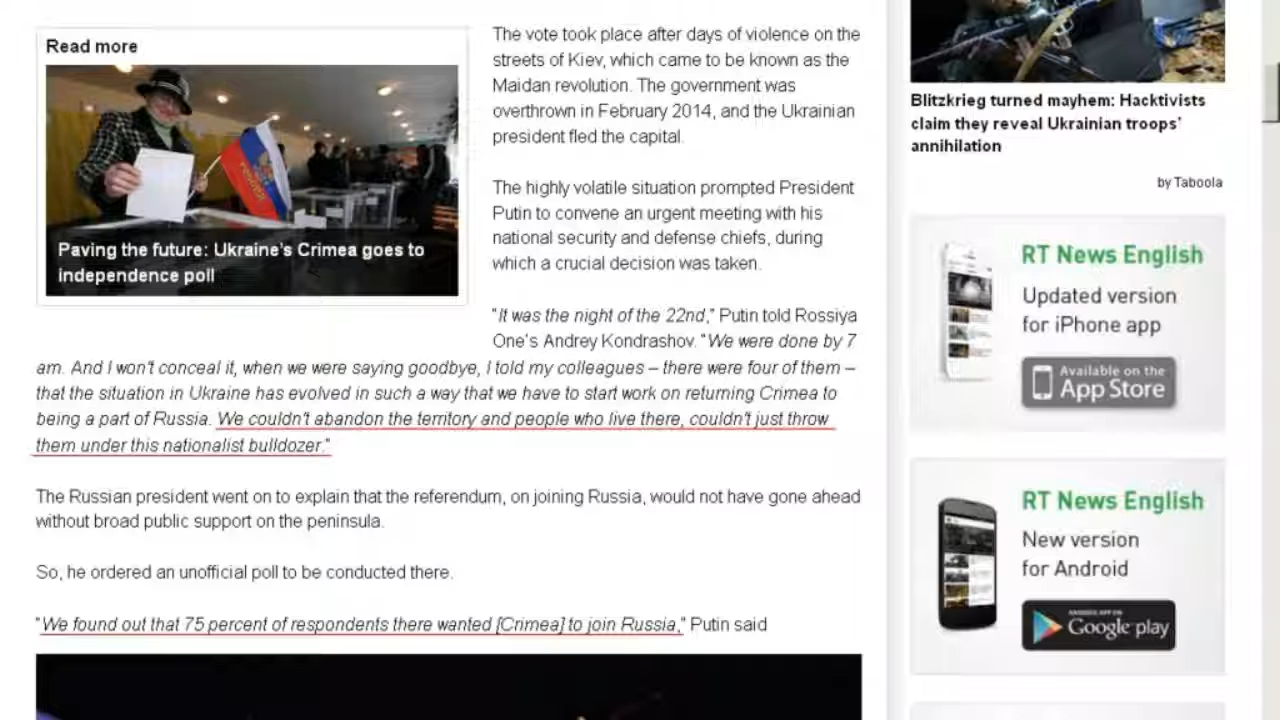 Read more
Paving the future: Ukraine's Crimea goes to
independence poll
The vote took place after days of violence on the
streets of Kiev, which came to be known as the
Maidan revolution. The government was
overthrown in February 2014, and the Ukrainian
president fled the capital.
The highly volatile situation prompted President
Putin to convene an urgent meeting with his
national security and defense chiefs, during
which a crucial decision was taken.
"It was the night of the 22nd," Putin told Rossiya
One's Andrey Kondrashov. "We were done by 7
am. And I won't conceal it, when we were saying goodbye, I told my colleagues – there were four of them –
that the situation in Ukraine has evolved in such a way that we have to start work on returning Crimea to
being a part of Russia. We couldn't abandon the territory and people who live there, couldn't just throw
them under this nationalist bulldozer."
The Russian president went on to explain that the referendum, on joining Russia, would not have gone ahead
without broad public support on the peninsula.
So, he ordered an unofficial poll to be conducted there.
"We found out that 75 percent of respondents there wanted [Crimea] to join Russia," Putin said
Blitzkrieg turned mayhem: Hacktivists
claim they reveal Ukrainian troops'
annihilation
by Taboola
RT News English
Updated version
for iPhone app
Available on the
App Store
RT News English
New version
for Android
ANDROID APP ON
Google play